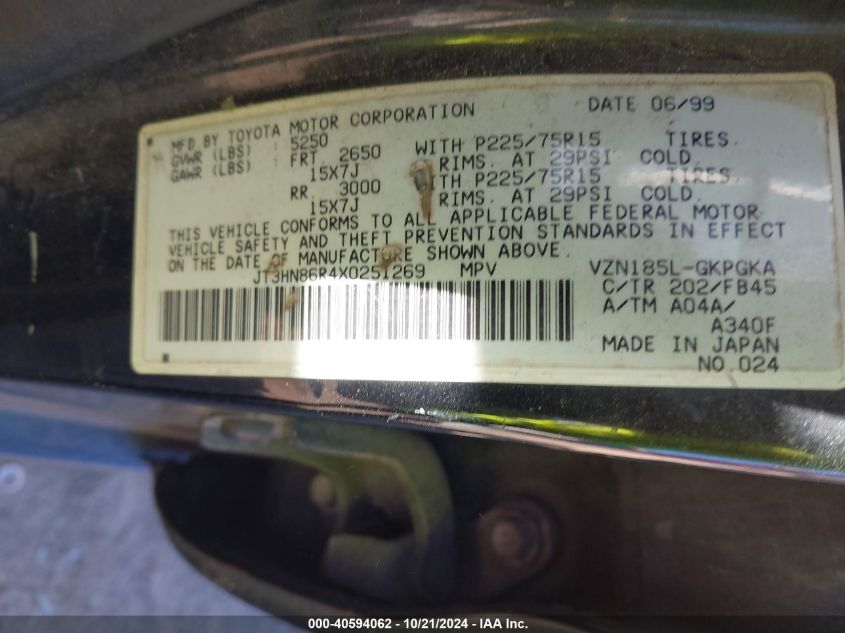 MFD. BY TOYOTA MOTOR CORPORATION DATE 06/99
GVWR (LBS) : 5250 WITH P225/75R15 TIRES.
GAWR (LBS) : FRT 2650 RIMS. AT 29PSI COLD.
15X7J WITH P225/75R15 TIRES.
RR 3000 RIMS. AT 29PSI COLD.
15X7J
THIS VEHICLE CONFORMS TO ALL APPLICABLE FEDERAL MOTOR
VEHICLE SAFETY AND THEFT PREVENTION STANDARDS IN EFFECT
ON THE DATE OF MANUFACTURE SHOWN ABOVE.
JT3HN86R4X0251269 MPV VZN185L-GKPGKA
C/TR 202/FB45
A/TM A04A/
A340F
MADE IN JAPAN
NO.024
000-40594062 - 10/21/2024 - IAA Inc.